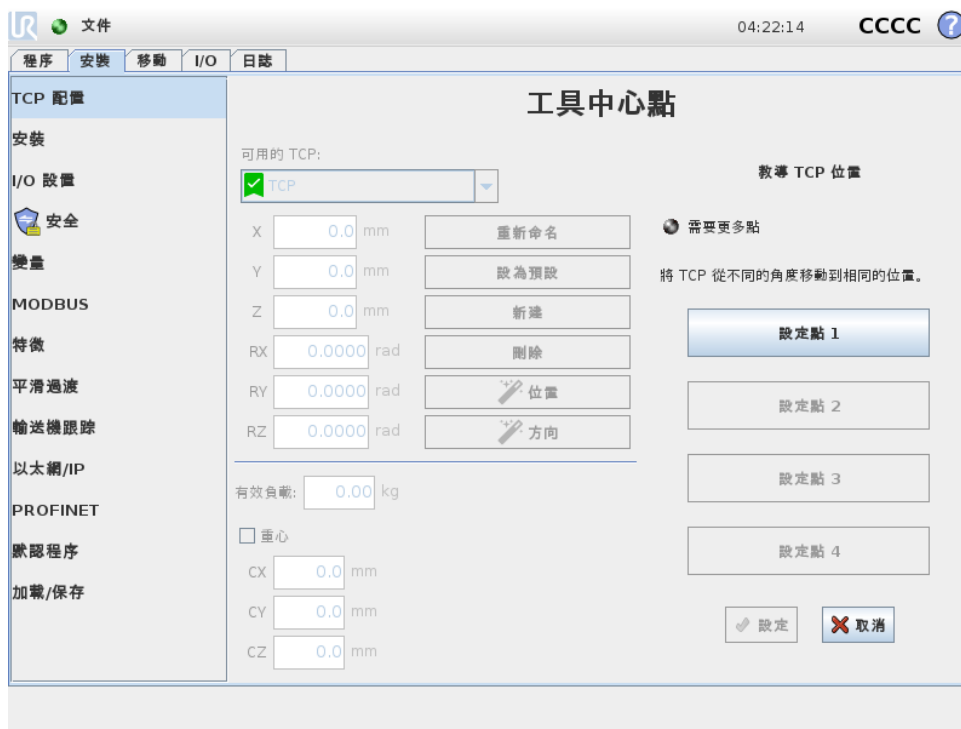 UR 文件 04:22:14 CCCC ?
程序 安裝 移動 I/O 日誌
TCP 配置
安裝
I/O 設置
安全
變量
MODBUS
特徵
平滑過渡
輸送機跟踪
以太網/IP
PROFINET
默認程序
加載/保存
工具中心點
可用的 TCP:
TCP
X 0.0 mm 重新命名
Y 0.0 mm 設為預設
Z 0.0 mm 新建
RX 0.0000 rad 刪除
RY 0.0000 rad 位置
RZ 0.0000 rad 方向
有效負載: 0.00 kg
重心
CX 0.0 mm
CY 0.0 mm
CZ 0.0 mm
教導 TCP 位置
需要更多點
將 TCP 從不同的角度移動到相同的位置。
設定點 1
設定點 2
設定點 3
設定點 4
設定 取消